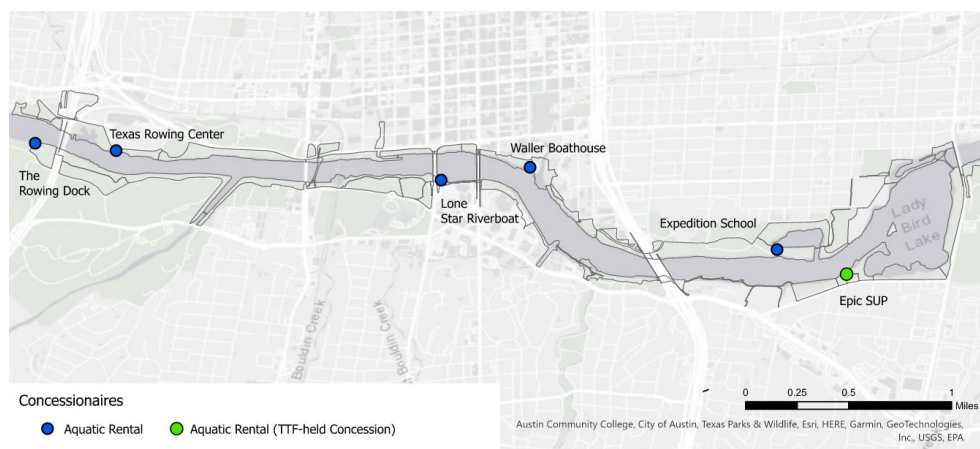 Texas Rowing Center
The
Rowing Dock
Waller Boathouse
Lone
Star Riverboat
Expedition School
Lady
Bird
Lake
Epic SUP
Bouldin Creek
Bouldin Creek
Concessionaires
Aquatic Rental
Aquatic Rental (TTF-held Concession)
0 0.25 0.5 1
Miles
Austin Community College, City of Austin, Texas Parks & Wildlife, Esri, HERE, Garmin, GeoTechnologies,
Inc., USGS, EPA